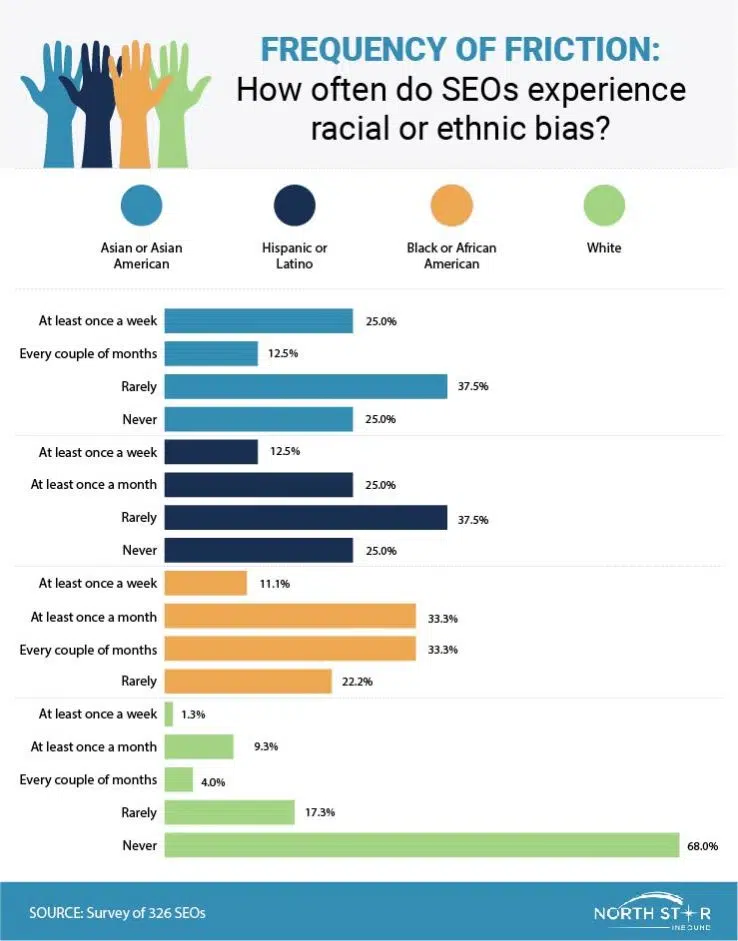 FREQUENCY OF FRICTION:
How often do SEOs experience
racial or ethnic bias?
Asian or Asian
American
Hispanic or
Latino
Black or African
American
White
At least once a week 25.0%
Every couple of months 12.5%
Rarely 37.5%
Never 25.0%
At least once a week 12.5%
At least once a month 25.0%
Rarely 37.5%
Never 25.0%
At least once a week 11.1%
At least once a month 33.3%
Every couple of months 33.3%
Rarely 22.2%
At least once a week 1.3%
At least once a month 9.3%
Every couple of months 4.0%
Rarely 17.3%
Never 68.0%
SOURCE: Survey of 326 SEOs
NORTH STAR
INBOUND